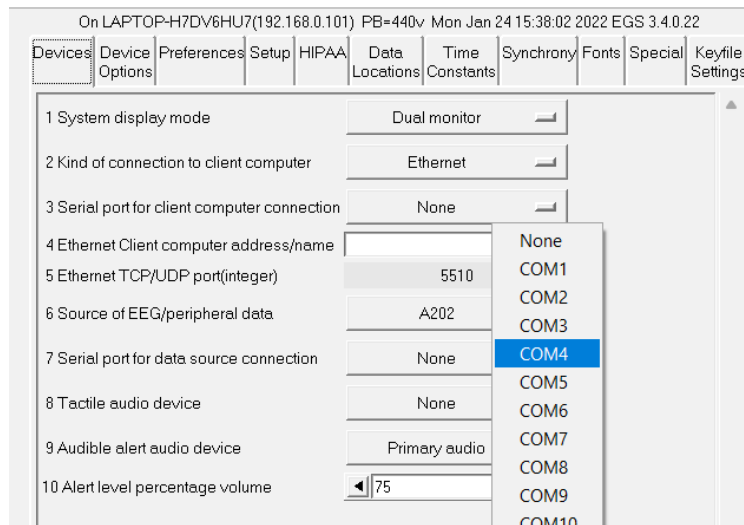 On LAPTOP-H7DV6HU7(192.168.0.101) PB=440v Mon Jan 24 15:38:02 2022 EGS 3.4.0.22
Devices Device Options Preferences Setup HIPAA Data Locations Time Constants Synchrony Fonts Special Keyfile Settings
1 System display mode Dual monitor
2 Kind of connection to client computer Ethernet
3 Serial port for client computer connection None
4 Ethernet Client computer address/name
5 Ethernet TCP/UDP port(integer) 5510
6 Source of EEG/peripheral data A202
7 Serial port for data source connection None
8 Tactile audio device None
9 Audible alert audio device Primary audio
10 Alert level percentage volume 75
None
COM1
COM2
COM3
COM4
COM5
COM6
COM7
COM8
COM9
COM10